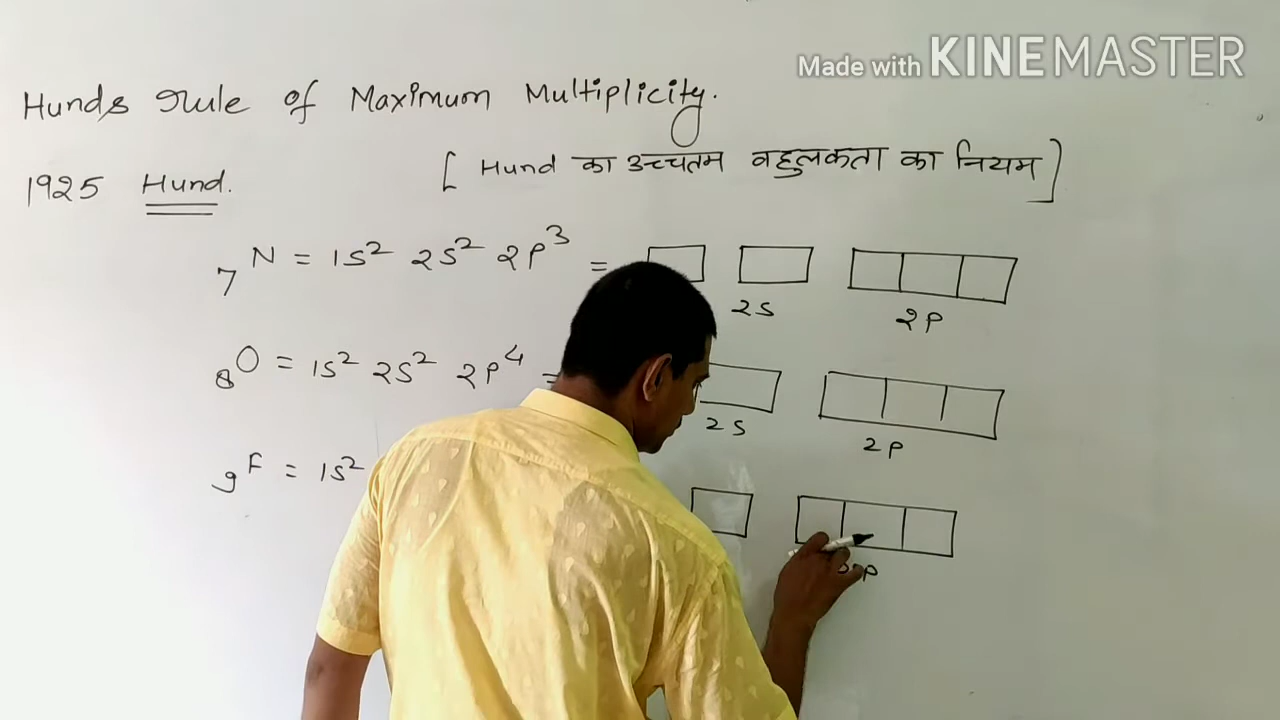 Made with KINEMASTER
Hunds rule of Maximum Multiplicity.
[Hund का उच्चतम बहुलकता का नियम]
1925 Hund.
₇N = 1S² 2S² 2P³ =
2S 2P
₈O = 1S² 2S² 2P⁴ =
2S 2P
₉F = 1S²